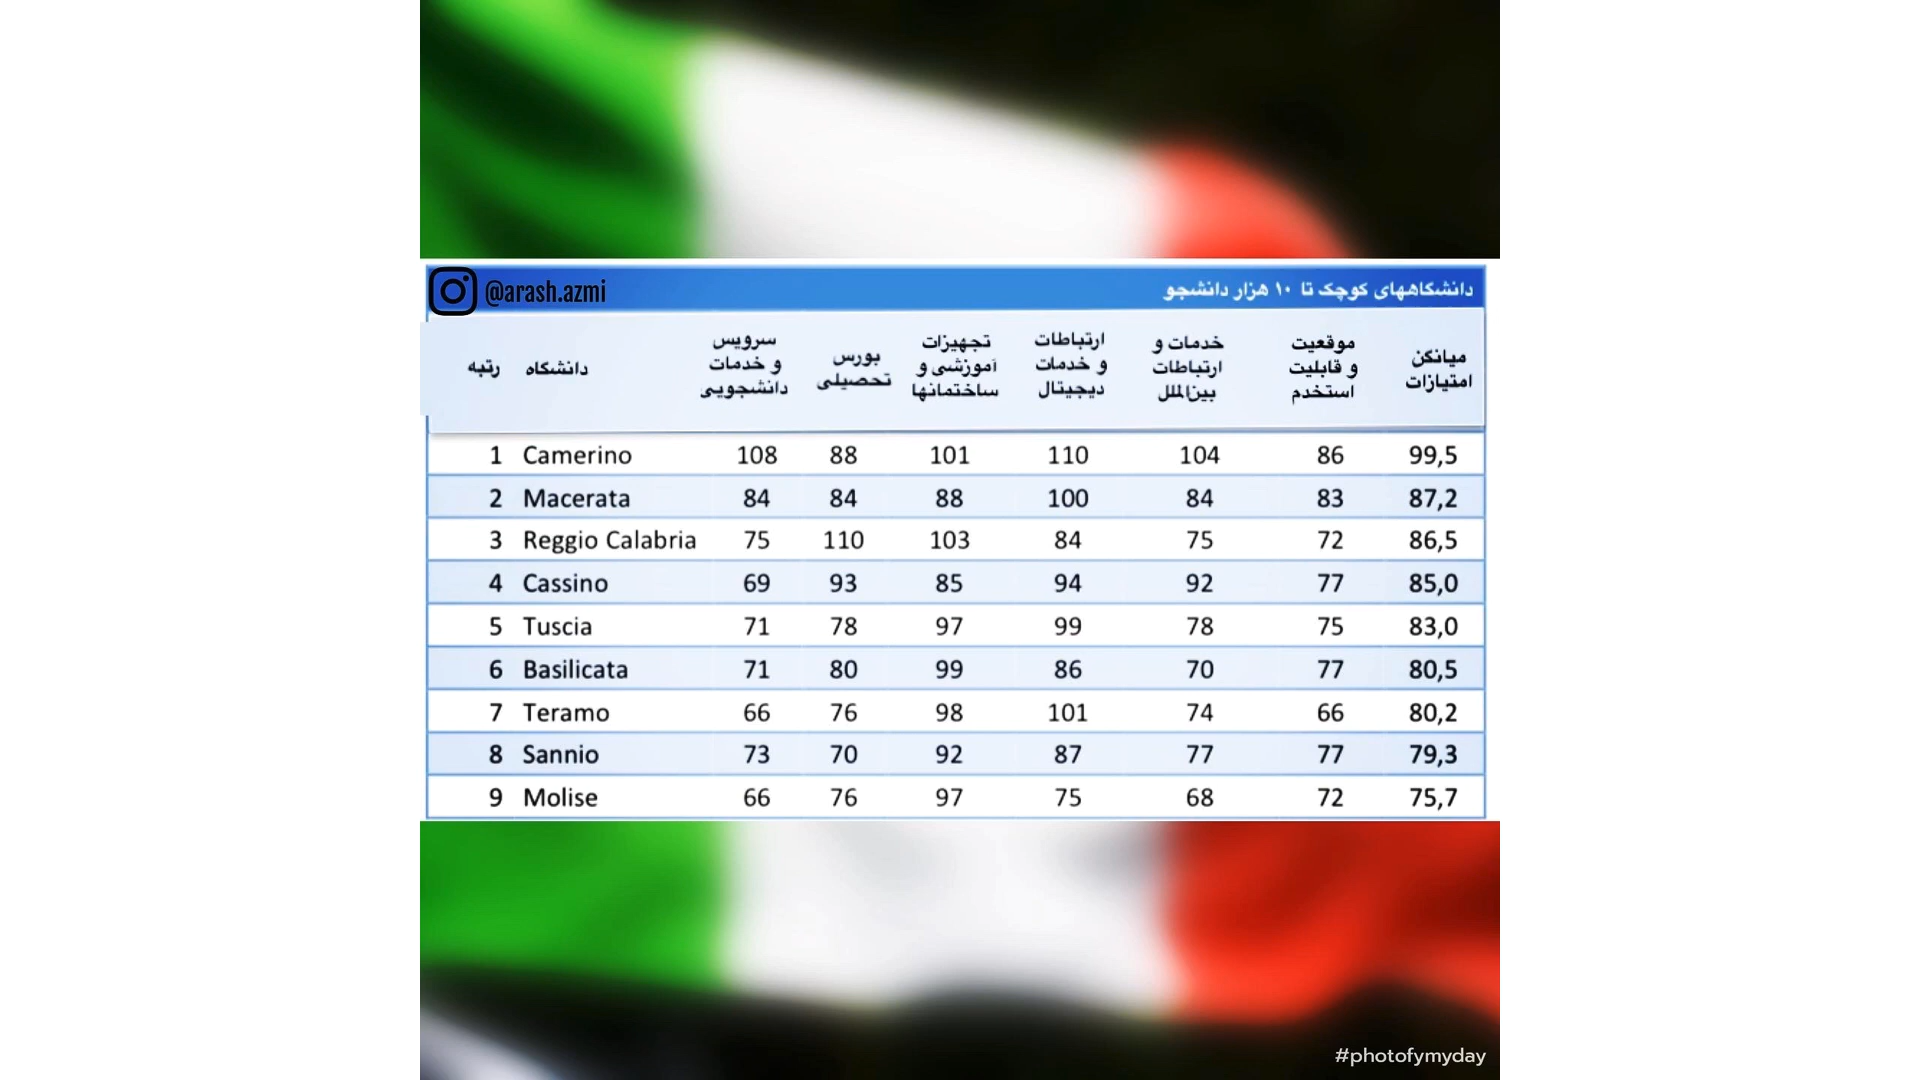 @arash.azmi
دانشگاههای کوچک تا ۱۰ هزار دانشجو
رتبه
دانشگاه
سرویس
و خدمات
دانشجویی
بورس
تحصیلی
تجهیزات
آموزشی و
ساختمانها
ارتباطات
و خدمات
دیجیتال
خدمات و
ارتباطات
بین‌الملل
موقعیت
و قابلیت
استخدم
میانگن
امتیازات
1 Camerino 108 88 101 110 104 86 99,5
2 Macerata 84 84 88 100 84 83 87,2
3 Reggio Calabria 75 110 103 84 75 72 86,5
4 Cassino 69 93 85 94 92 77 85,0
5 Tuscia 71 78 97 99 78 75 83,0
6 Basilicata 71 80 99 86 70 77 80,5
7 Teramo 66 76 98 101 74 66 80,2
8 Sannio 73 70 92 87 77 77 79,3
9 Molise 66 76 97 75 68 72 75,7
#photofymyday